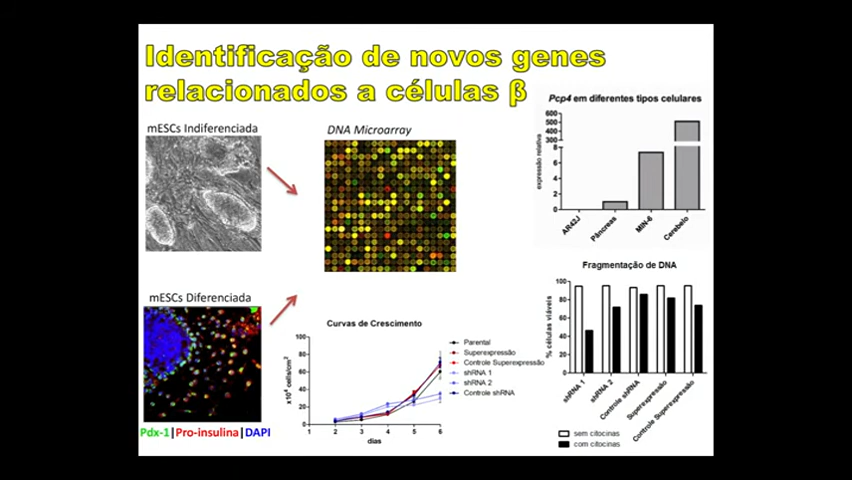 Identificação de novos genes
relacionados a células β
mESCs Indiferenciada
DNA Microarray
mESCs Diferenciada
Pdx-1|Pro-insulina|DAPI
Curvas de Crescimento
x10⁴ cells/cm²
100
80
60
40
20
0
1 2 3 4 5 6
dias
Parental
Superexpressão
Controle Superexpressão
shRNA 1
shRNA 2
Controle shRNA
Pcp4 em diferentes tipos celulares
expressão relativa
600
500
400
300
8
6
4
2
0
AR42J
Pâncreas
MIN-6
Cerebelo
Fragmentação de DNA
% células viáveis
100
80
60
40
20
0
shRNA 1
shRNA 2
Controle shRNA
Superexpressão
Controle Superexpressão
sem citocinas
com citocinas